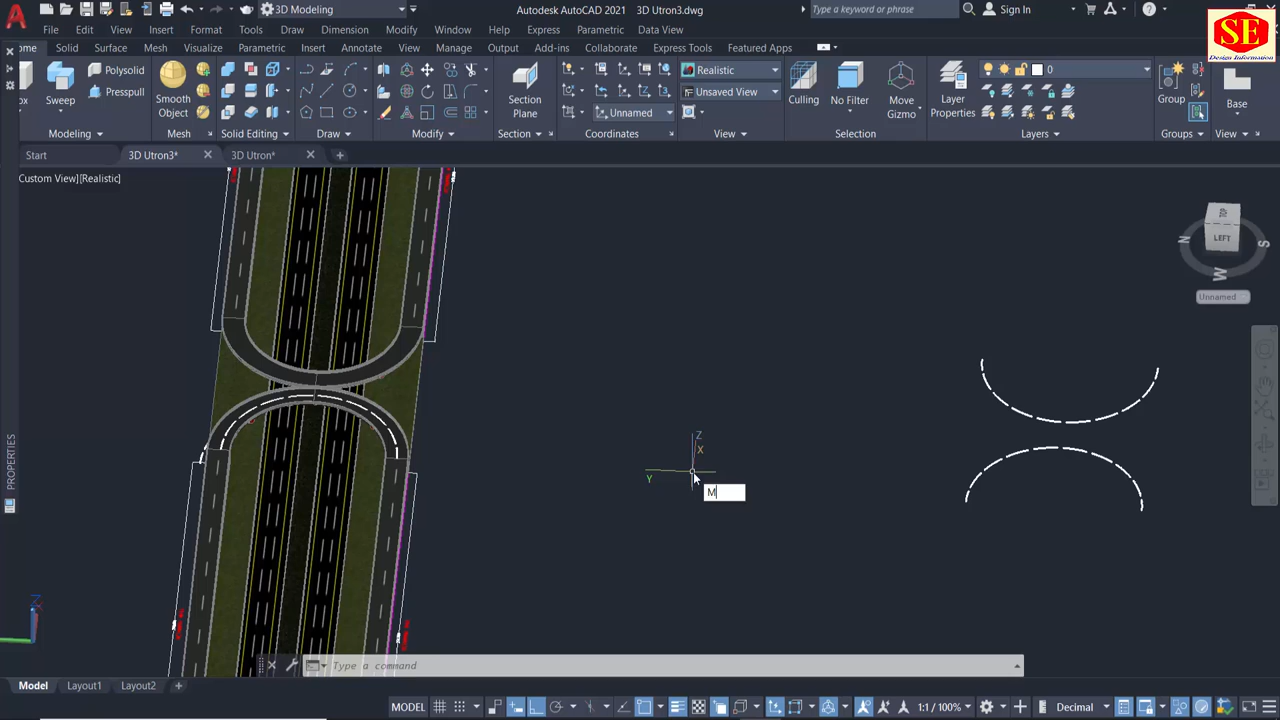 Autodesk AutoCAD 2021 3D Utron3.dwg
3D Modeling
Type a keyword or phrase
Sign In
SE
Design Information
File Edit View Insert Format Tools Draw Dimension Modify Window Help Express Parametric Data View
ome Solid Surface Mesh Visualize Parametric Insert Annotate View Manage Output Add-ins Collaborate Express Tools Featured Apps
Polysolid
Presspull
Sweep
Smooth
Object
Section
Plane
Realistic
Unsaved View
Unnamed
Culling
No Filter
Move
Gizmo
Layer
Properties
0
Group
Base
Modeling Mesh Solid Editing Draw Modify Section Coordinates View Selection Layers Groups View
Start 3D Utron3* 3D Utron*
Custom View][Realistic]
TOP
LEFT
N
S
W
Unnamed
Z
X
Y
M
PROPERTIES
Z
X
Type a command
Model Layout1 Layout2
MODEL 1:1 / 100% Decimal